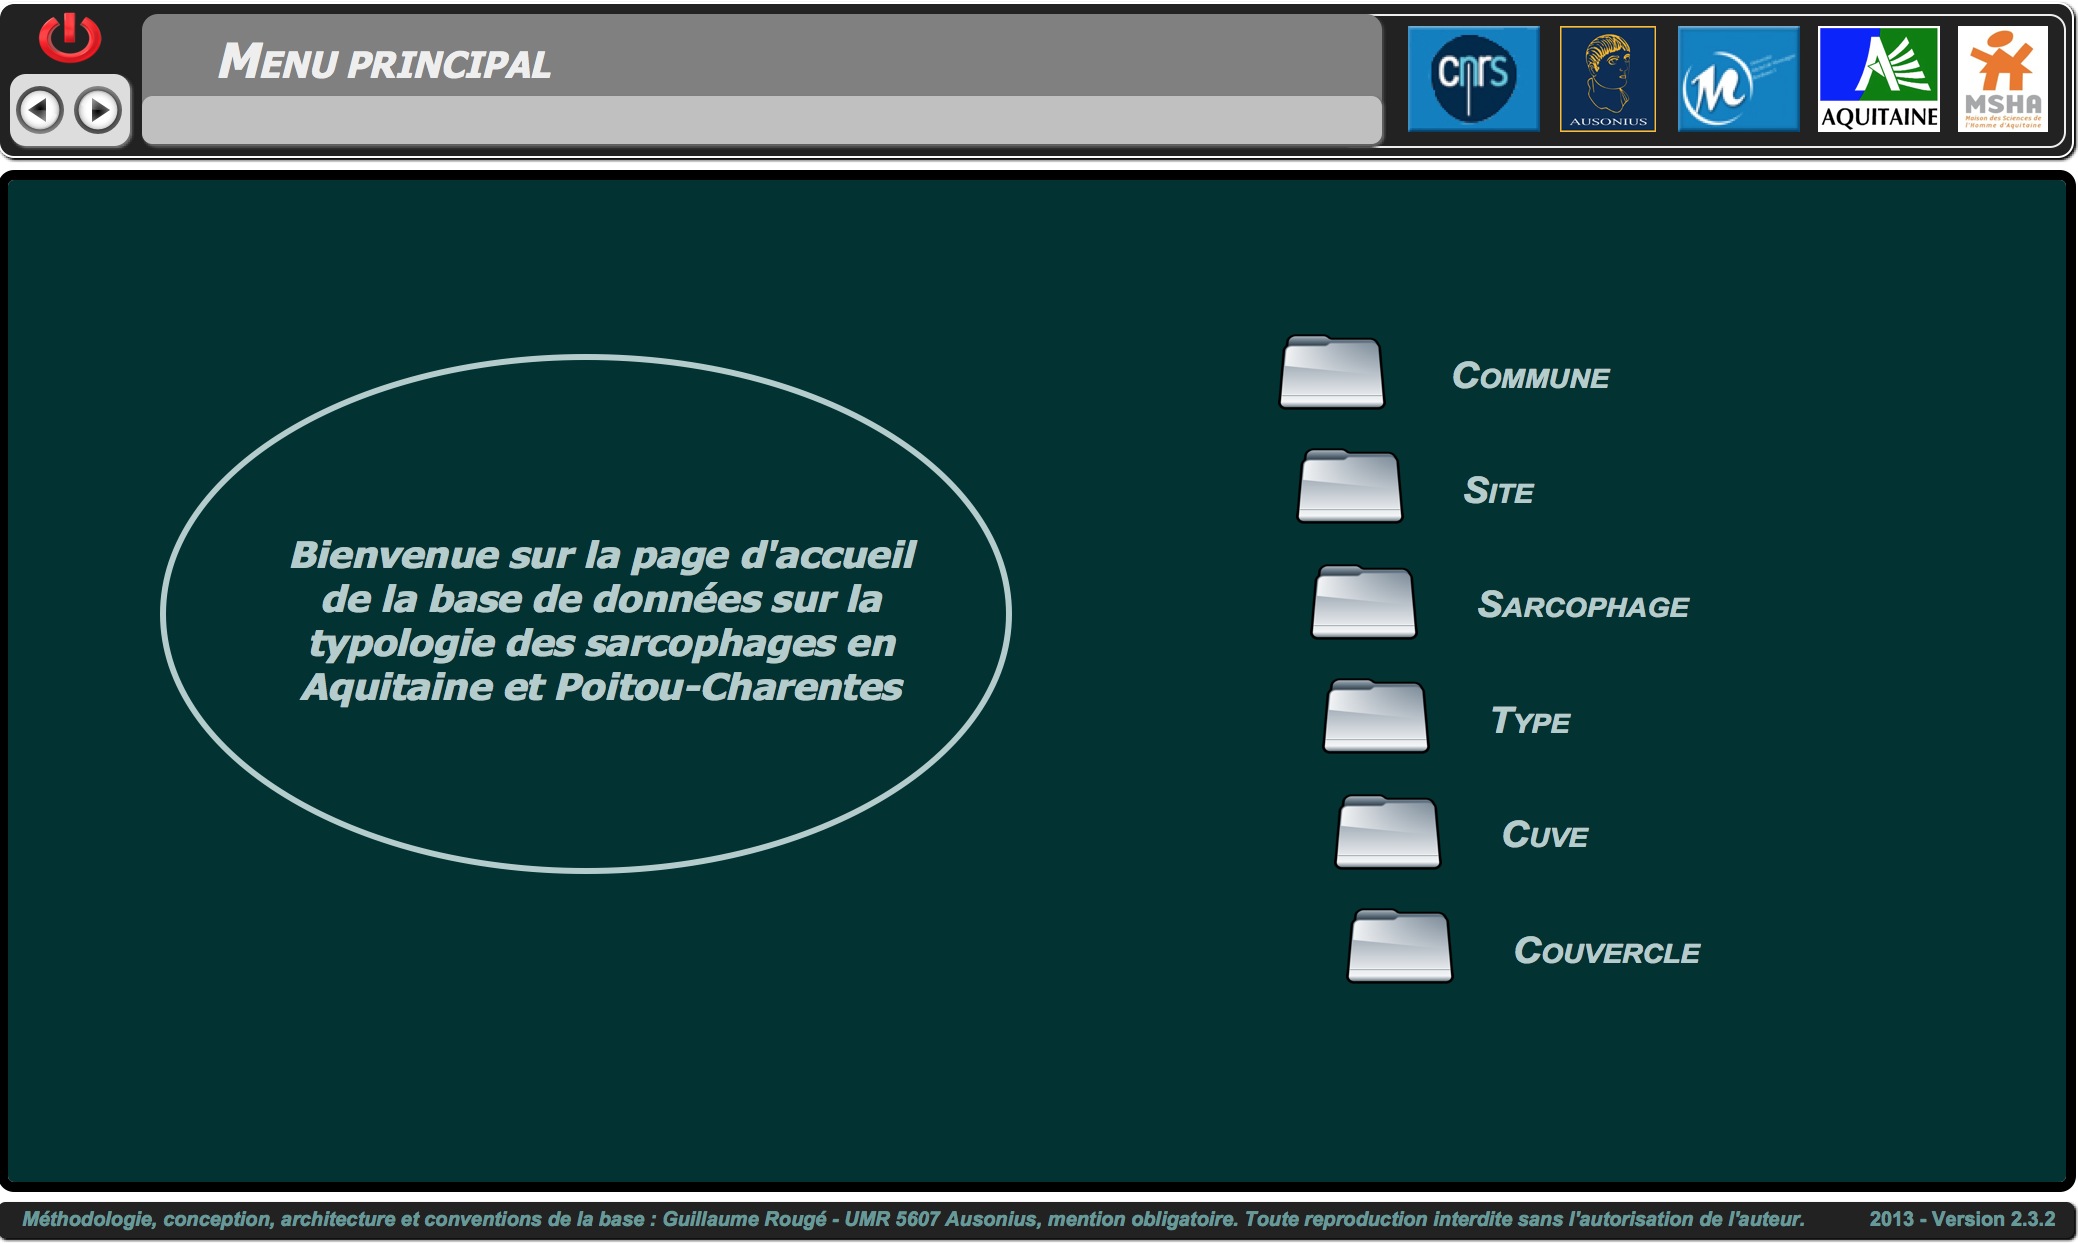 MENU PRINCIPAL
cnrs
AUSONIUS
AQUITAINE
MSHA
Maison des Sciences de
l'Homme d'Aquitaine
Bienvenue sur la page d'accueil
de la base de données sur la
typologie des sarcophages en
Aquitaine et Poitou-Charentes
COMMUNE
SITE
SARCOPHAGE
TYPE
CUVE
COUVERCLE
Méthodologie, conception, architecture et conventions de la base : Guillaume Rougé - UMR 5607 Ausonius, mention obligatoire. Toute reproduction interdite sans l'autorisation de l'auteur.
2013 - Version 2.3.2